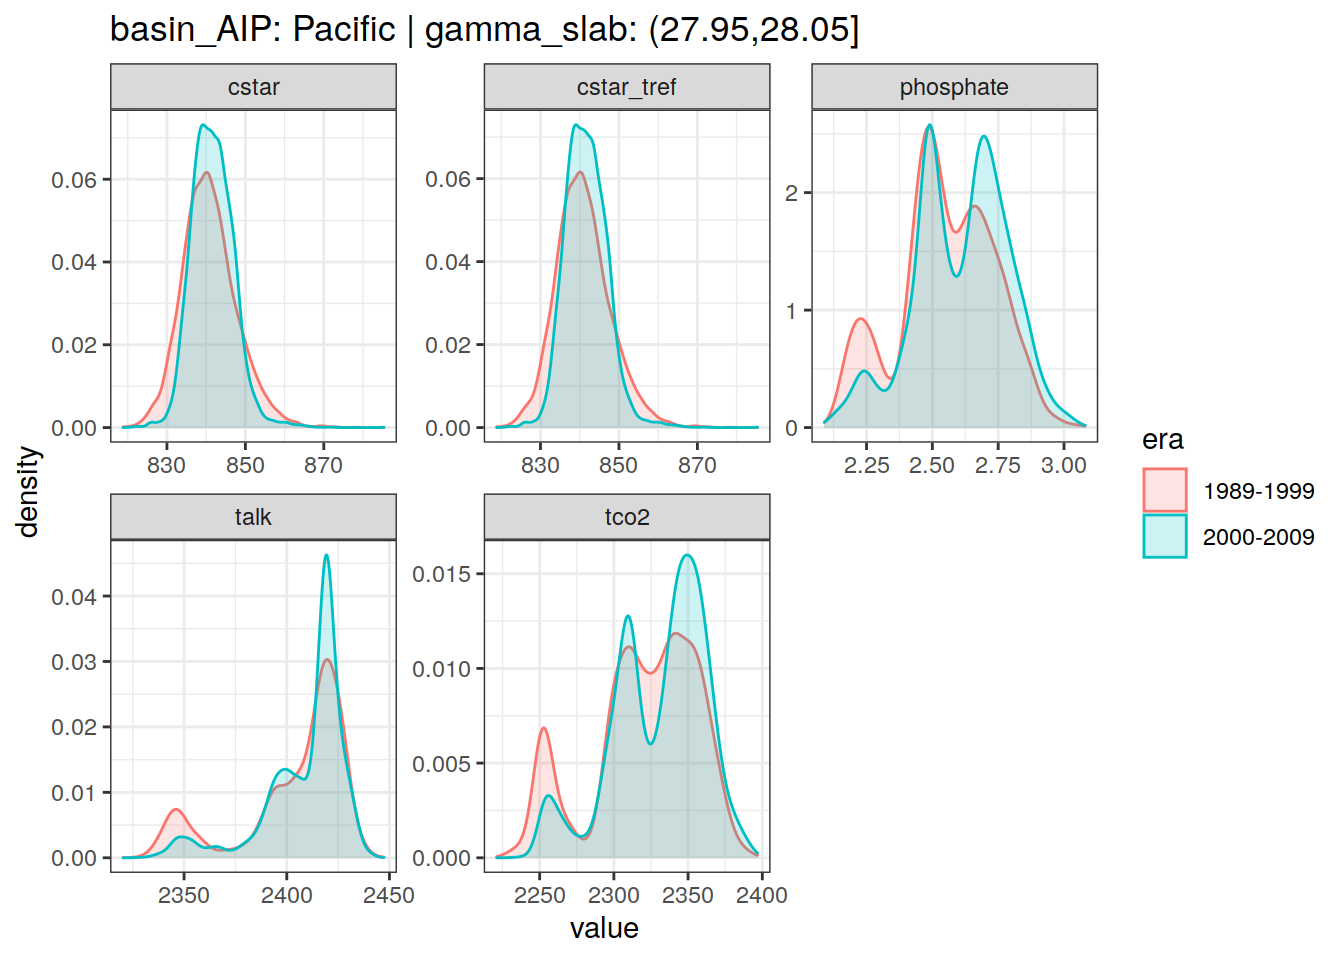 basin_AIP: Pacific | gamma_slab: (27.95,28.05]
cstar
cstar_tref
phosphate
0.06
0.04
0.02
0.00
830 850 870
0.06
0.04
0.02
0.00
830 850 870
2
1
0
2.25 2.50 2.75 3.00
talk
tco2
0.04
0.03
0.02
0.01
0.00
2350 2400 2450
0.015
0.010
0.005
0.000
2250 2300 2350 2400
density
value
era
1989-1999
2000-2009